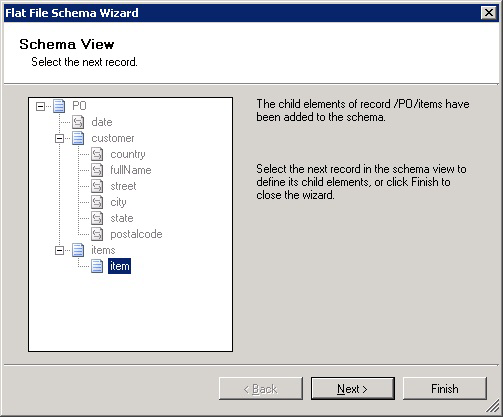 Flat File Schema Wizard
Schema View
Select the next record.
PO
date
customer
country
fullName
street
city
state
postalcode
items
item
The child elements of record /PO/items have
been added to the schema.
Select the next record in the schema view to
define its child elements, or click Finish to
close the wizard.
< Back
Next >
Finish